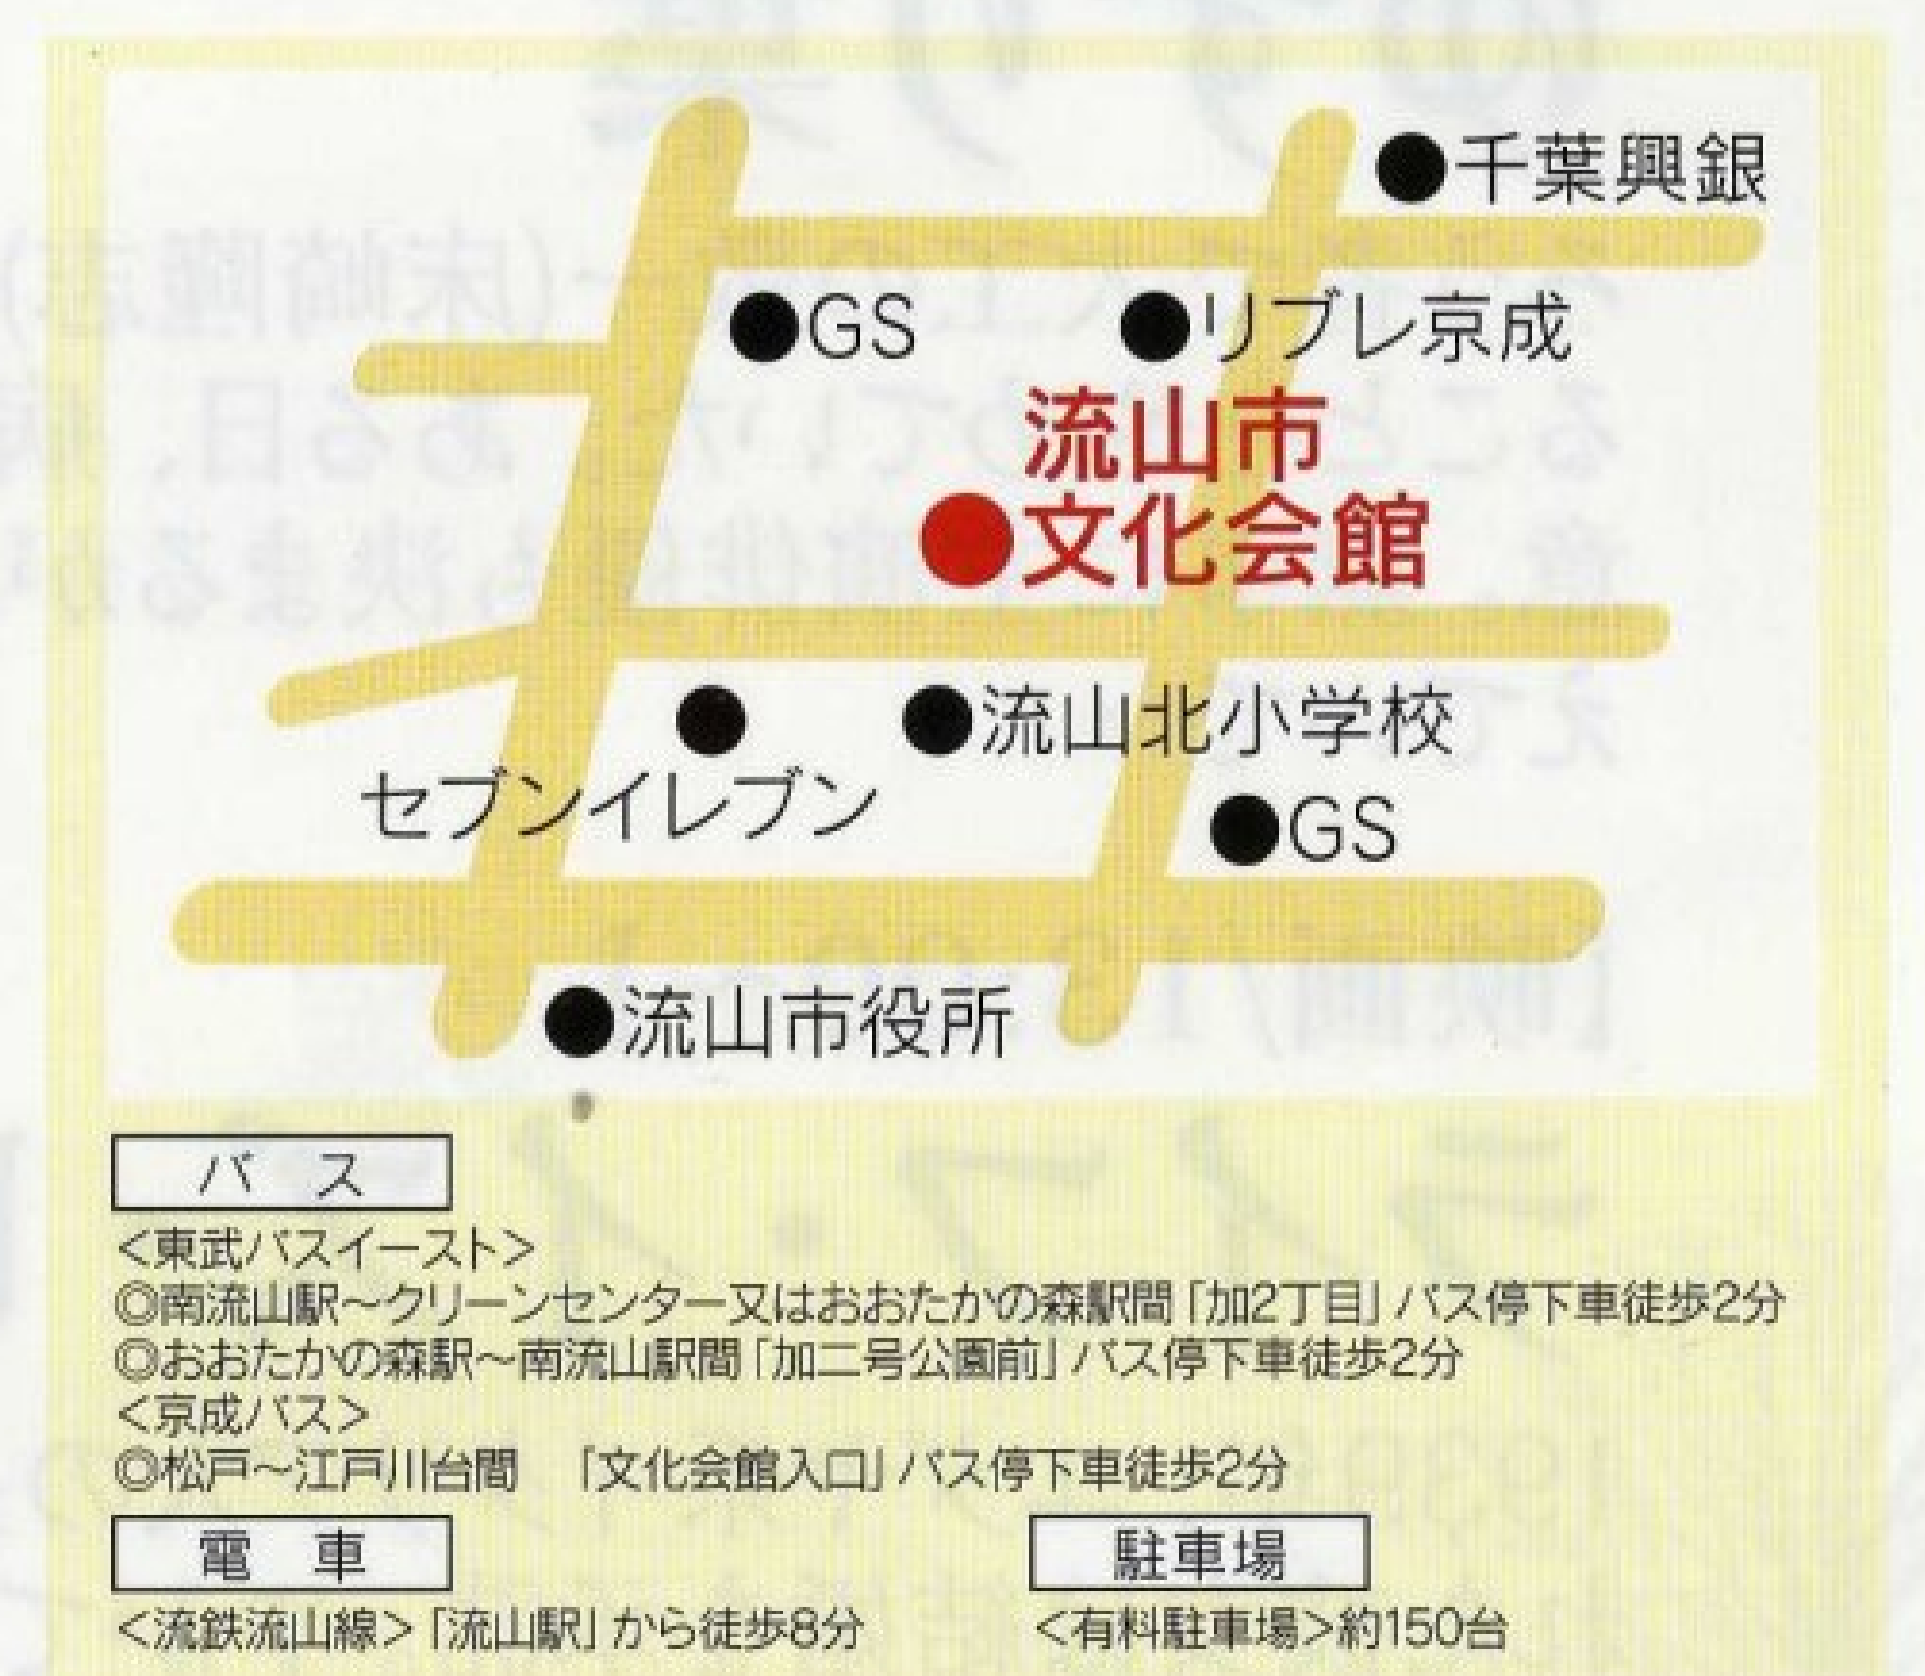 ●千葉興銀
●GS
●リブレ京成
流山市
●文化会館
●流山北小学校
セブンイレブン
●GS
●流山市役所
バス
<東武バスイースト>
◎南流山駅～クリーンセンター又はおおたかの森駅間「加2丁目」バス停下車徒歩2分
◎おおたかの森駅～南流山駅間「加二号公園前」バス停下車徒歩2分
<京成バス>
◎松戸～江戸川台間　「文化会館入口」バス停下車徒歩2分
電車
<流鉄流山線>「流山駅」から徒歩8分
駐車場
<有料駐車場>約150台